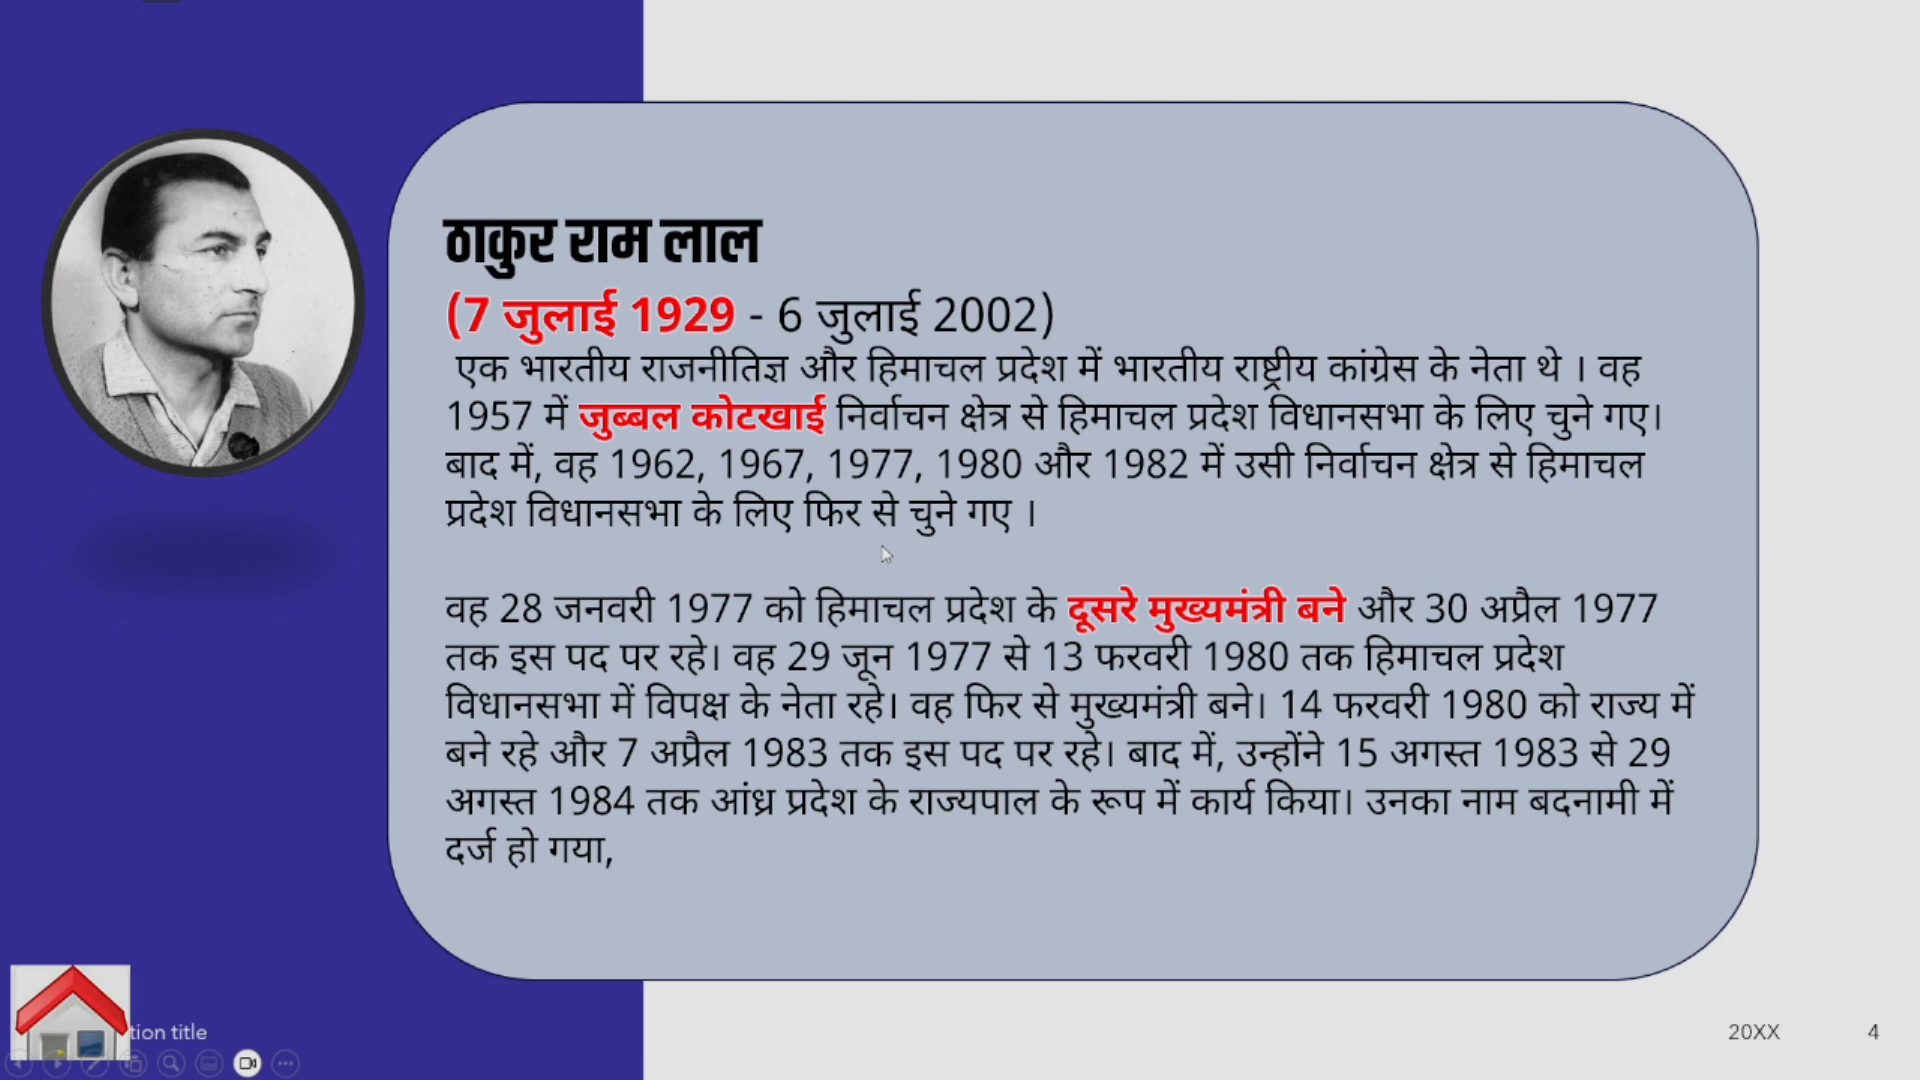 ठाकुर राम लाल
(7 जुलाई 1929 - 6 जुलाई 2002)
एक भारतीय राजनीतिज्ञ और हिमाचल प्रदेश में भारतीय राष्ट्रीय कांग्रेस के नेता थे । वह
1957 में जुब्बल कोटखाई निर्वाचन क्षेत्र से हिमाचल प्रदेश विधानसभा के लिए चुने गए।
बाद में, वह 1962, 1967, 1977, 1980 और 1982 में उसी निर्वाचन क्षेत्र से हिमाचल
प्रदेश विधानसभा के लिए फिर से चुने गए ।
वह 28 जनवरी 1977 को हिमाचल प्रदेश के दूसरे मुख्यमंत्री बने और 30 अप्रैल 1977
तक इस पद पर रहे। वह 29 जून 1977 से 13 फरवरी 1980 तक हिमाचल प्रदेश
विधानसभा में विपक्ष के नेता रहे। वह फिर से मुख्यमंत्री बने। 14 फरवरी 1980 को राज्य में
बने रहे और 7 अप्रैल 1983 तक इस पद पर रहे। बाद में, उन्होंने 15 अगस्त 1983 से 29
अगस्त 1984 तक आंध्र प्रदेश के राज्यपाल के रूप में कार्य किया। उनका नाम बदनामी में
दर्ज हो गया,
tion title
20XX
4